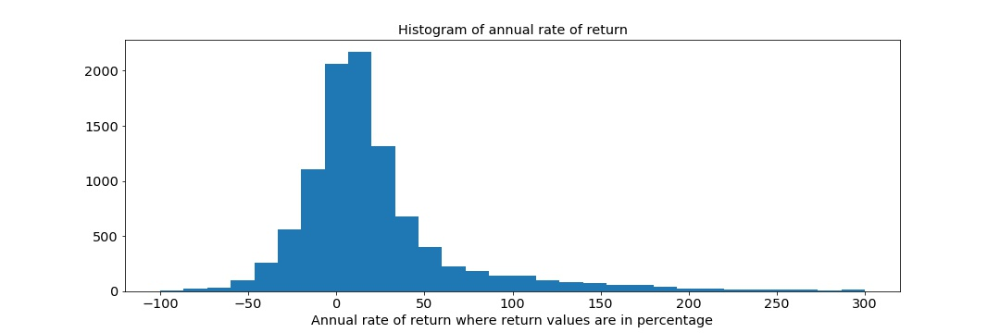 Histogram of annual rate of return
2000
1500
1000
500
0
−100 −50 0 50 100 150 200 250 300
Annual rate of return where return values are in percentage